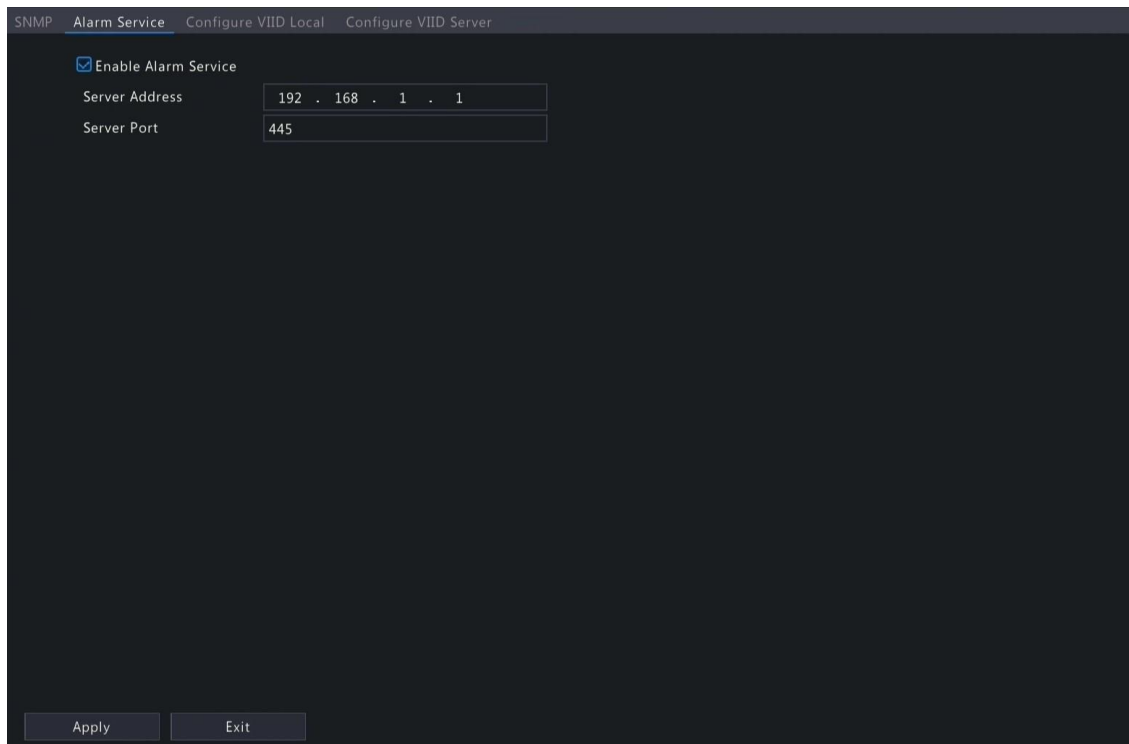 SNMP Alarm Service Configure VIID Local Configure VIID Server
Enable Alarm Service
Server Address 192 . 168 . 1 . 1
Server Port 445
Apply Exit